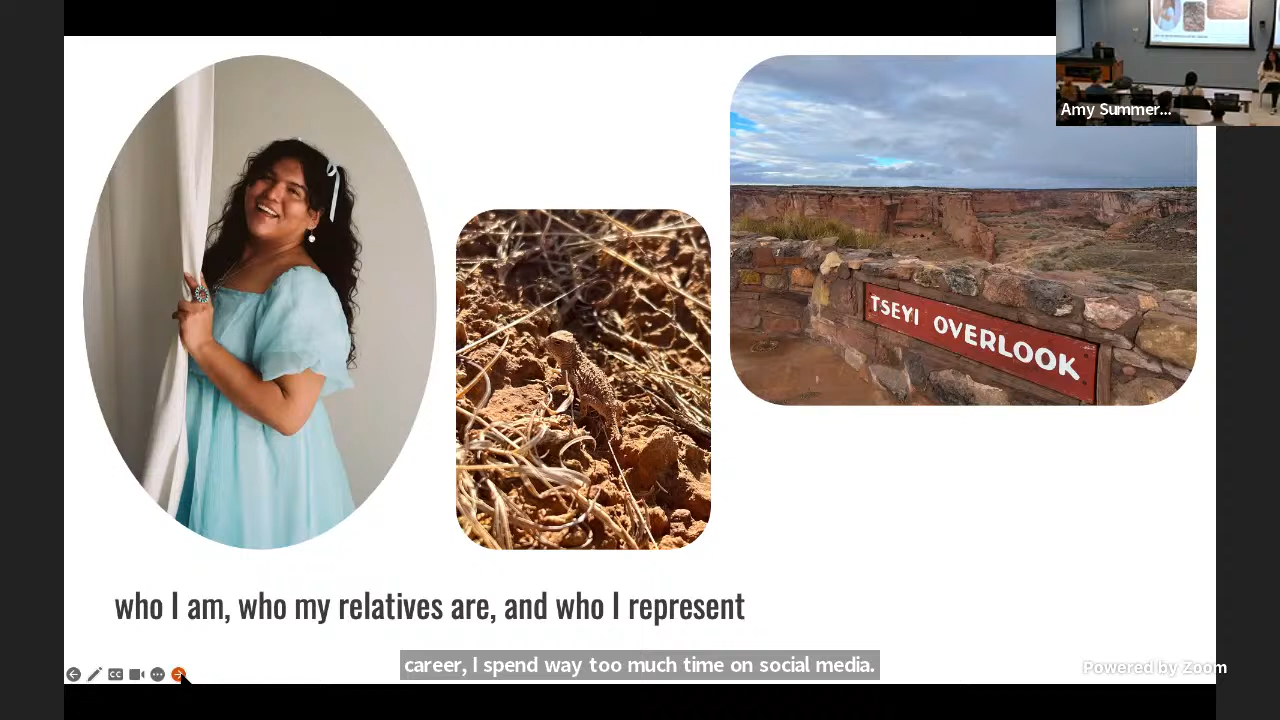 Amy Summer...
TSEYI OVERLOOK
who I am, who my relatives are, and who I represent
career, I spend way too much time on social media.
CC
Powered by Zoom